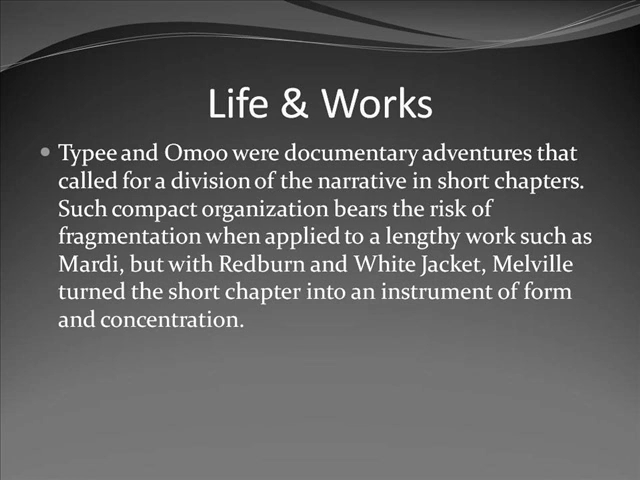 Life & Works
Typee and Omoo were documentary adventures that
called for a division of the narrative in short chapters.
Such compact organization bears the risk of
fragmentation when applied to a lengthy work such as
Mardi, but with Redburn and White Jacket, Melville
turned the short chapter into an instrument of form
and concentration.